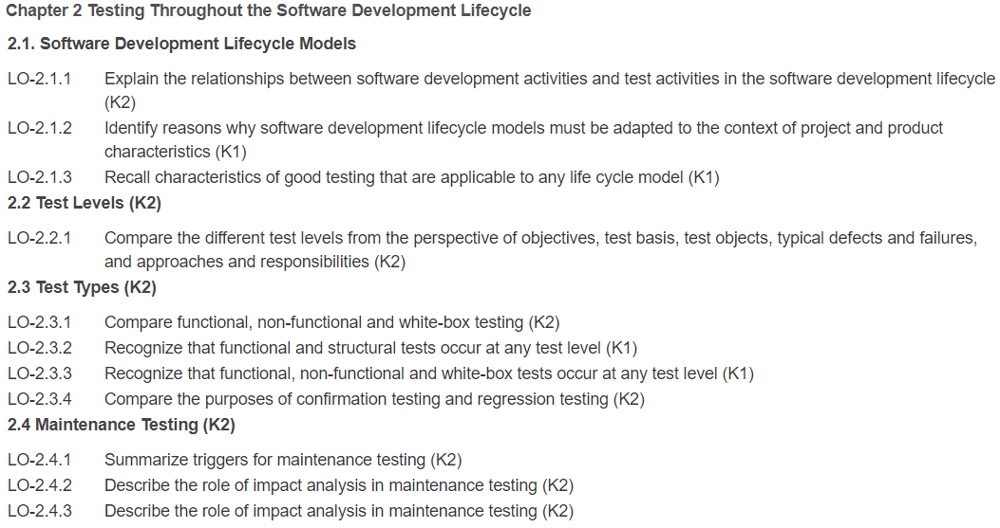 Chapter 2 Testing Throughout the Software Development Lifecycle
2.1. Software Development Lifecycle Models
LO-2.1.1 Explain the relationships between software development activities and test activities in the software development lifecycle
(K2)
LO-2.1.2 Identify reasons why software development lifecycle models must be adapted to the context of project and product
characteristics (K1)
LO-2.1.3 Recall characteristics of good testing that are applicable to any life cycle model (K1)
2.2 Test Levels (K2)
LO-2.2.1 Compare the different test levels from the perspective of objectives, test basis, test objects, typical defects and failures,
and approaches and responsibilities (K2)
2.3 Test Types (K2)
LO-2.3.1 Compare functional, non-functional and white-box testing (K2)
LO-2.3.2 Recognize that functional and structural tests occur at any test level (K1)
LO-2.3.3 Recognize that functional, non-functional and white-box tests occur at any test level (K1)
LO-2.3.4 Compare the purposes of confirmation testing and regression testing (K2)
2.4 Maintenance Testing (K2)
LO-2.4.1 Summarize triggers for maintenance testing (K2)
LO-2.4.2 Describe the role of impact analysis in maintenance testing (K2)
LO-2.4.3 Describe the role of impact analysis in maintenance testing (K2)